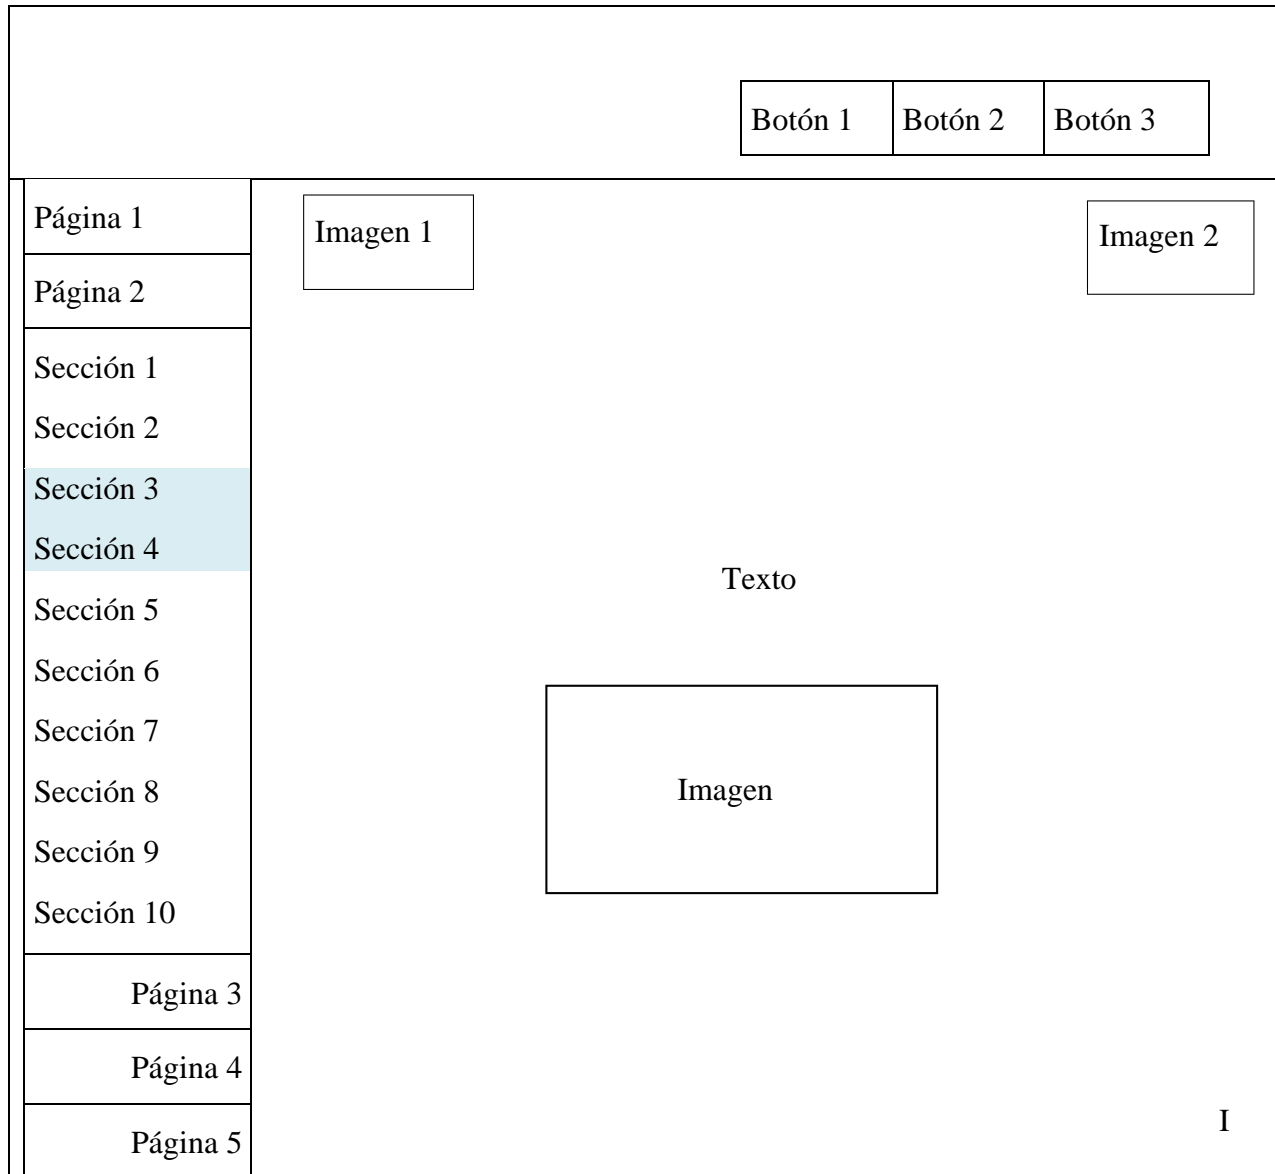 Botón 1 Botón 2 Botón 3
Página 1
Imagen 1
Imagen 2
Página 2
Sección 1
Sección 2
Sección 3
Sección 4
Texto
Sección 5
Sección 6
Sección 7
Imagen
Sección 8
Sección 9
Sección 10
Página 3
Página 4
Página 5
I